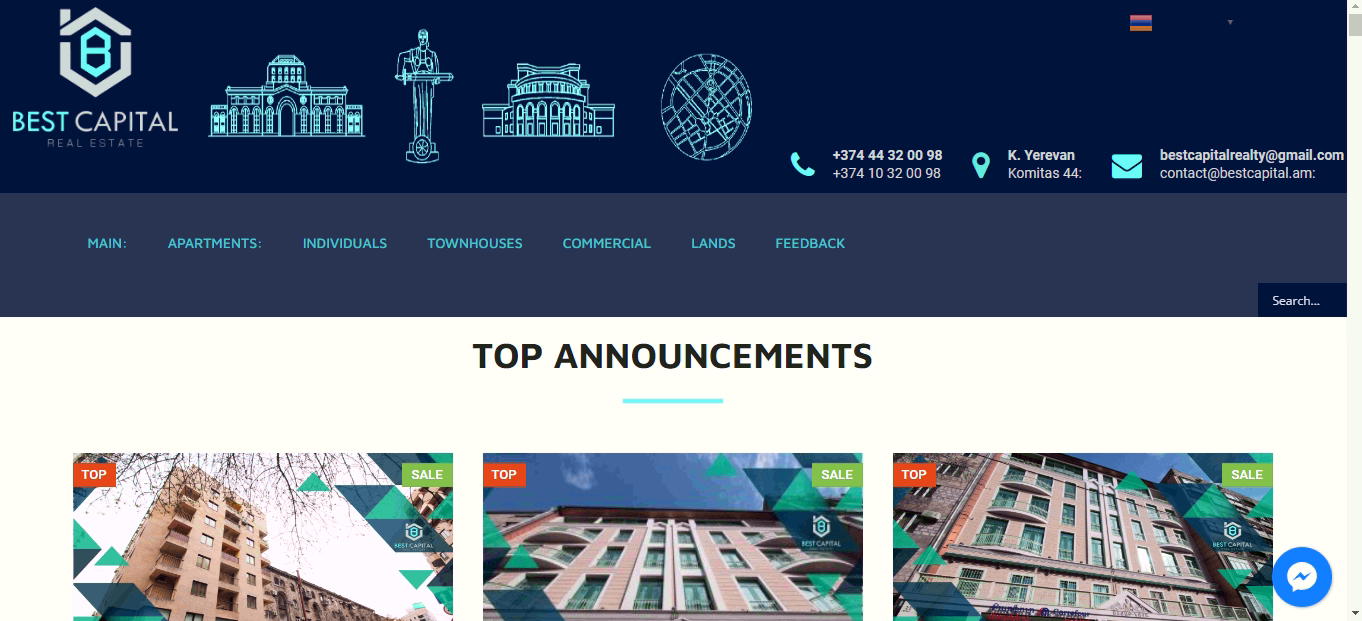 BEST CAPITAL
REAL ESTATE
+374 44 32 00 98
+374 10 32 00 98
K. Yerevan
Komitas 44:
bestcapitalrealty@gmail.com
contact@bestcapital.am:
MAIN: APARTMENTS: INDIVIDUALS TOWNHOUSES COMMERCIAL LANDS FEEDBACK
Search...
TOP ANNOUNCEMENTS
TOP SALE
BEST CAPITAL
TOP SALE
BEST CAPITAL
TOP SALE
BEST CAPITAL